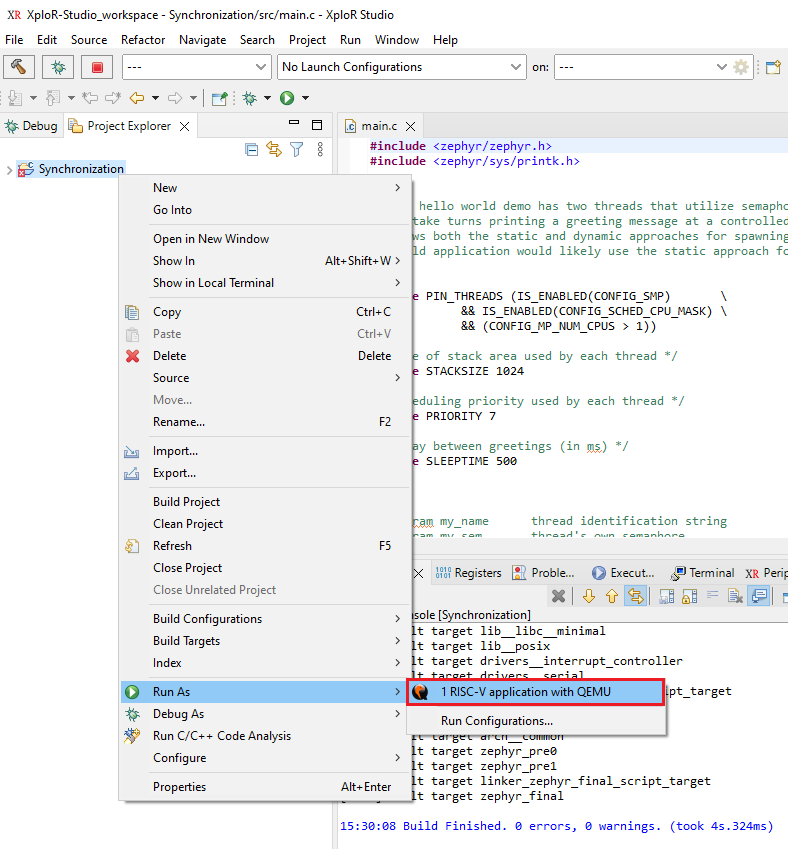 XR XploR-Studio_workspace - Synchronization/src/main.c - XploR Studio
File Edit Source Refactor Navigate Search Project Run Window Help
--- No Launch Configurations on: ---
Debug Project Explorer
Synchronization
New
Go Into
Open in New Window
Show In Alt+Shift+W
Show in Local Terminal
Copy Ctrl+C
Paste Ctrl+V
Delete Delete
Source
Move...
Rename... F2
Import...
Export...
Build Project
Clean Project
Refresh F5
Close Project
Close Unrelated Project
Build Configurations
Build Targets
Index
Run As
Debug As
Run C/C++ Code Analysis
Configure
Properties Alt+Enter
1 RISC-V application with QEMU
Run Configurations...
main.c
#include <zephyr/zephyr.h>
#include <zephyr/sys/printk.h>
hello world demo has two threads that utilize semapho
take turns printing a greeting message at a controlled
ws both the static and dynamic approaches for spawning
ld application would likely use the static approach fo
e PIN_THREADS (IS_ENABLED(CONFIG_SMP) \
&& IS_ENABLED(CONFIG_SCHED_CPU_MASK) \
&& (CONFIG_MP_NUM_CPUS > 1))
e of stack area used by each thread */
e STACKSIZE 1024
eduling priority used by each thread */
e PRIORITY 7
ay between greetings (in ms) */
e SLEEPTIME 500
ram my_name thread identification string
ram my_sem thread's own semaphore
Registers Proble... Execut... Terminal XR Perip
nsole [Synchronization]
lt target lib__libc__minimal
lt target lib__posix
lt target drivers__interrupt_controller
lt target drivers__serial
ipt_target
lt target arch__common
lt target zephyr_pre0
lt target zephyr_pre1
lt target linker_zephyr_final_script_target
lt target zephyr_final
15:30:08 Build Finished. 0 errors, 0 warnings. (took 4s.324ms)